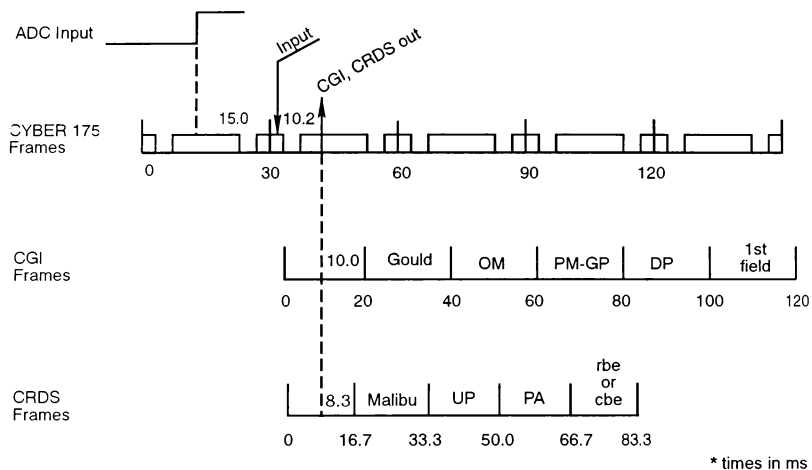 ADC Input
Input
CGI, CRDS out
15.0
10.2
CYBER 175
Frames
0
30
60
90
120
CGI
Frames
10.0
Gould
OM
PM-GP
DP
1st
field
0
20
40
60
80
100
120
CRDS
Frames
8.3
Malibu
UP
PA
rbe
or
cbe
0
16.7
33.3
50.0
66.7
83.3
* times in ms